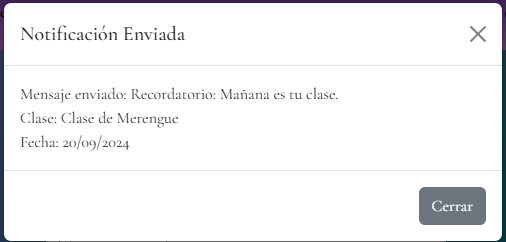 Notificación Enviada
Mensaje enviado: Recordatorio: Mañana es tu clase.
Clase: Clase de Merengue
Fecha: 20/09/2024
Cerrar